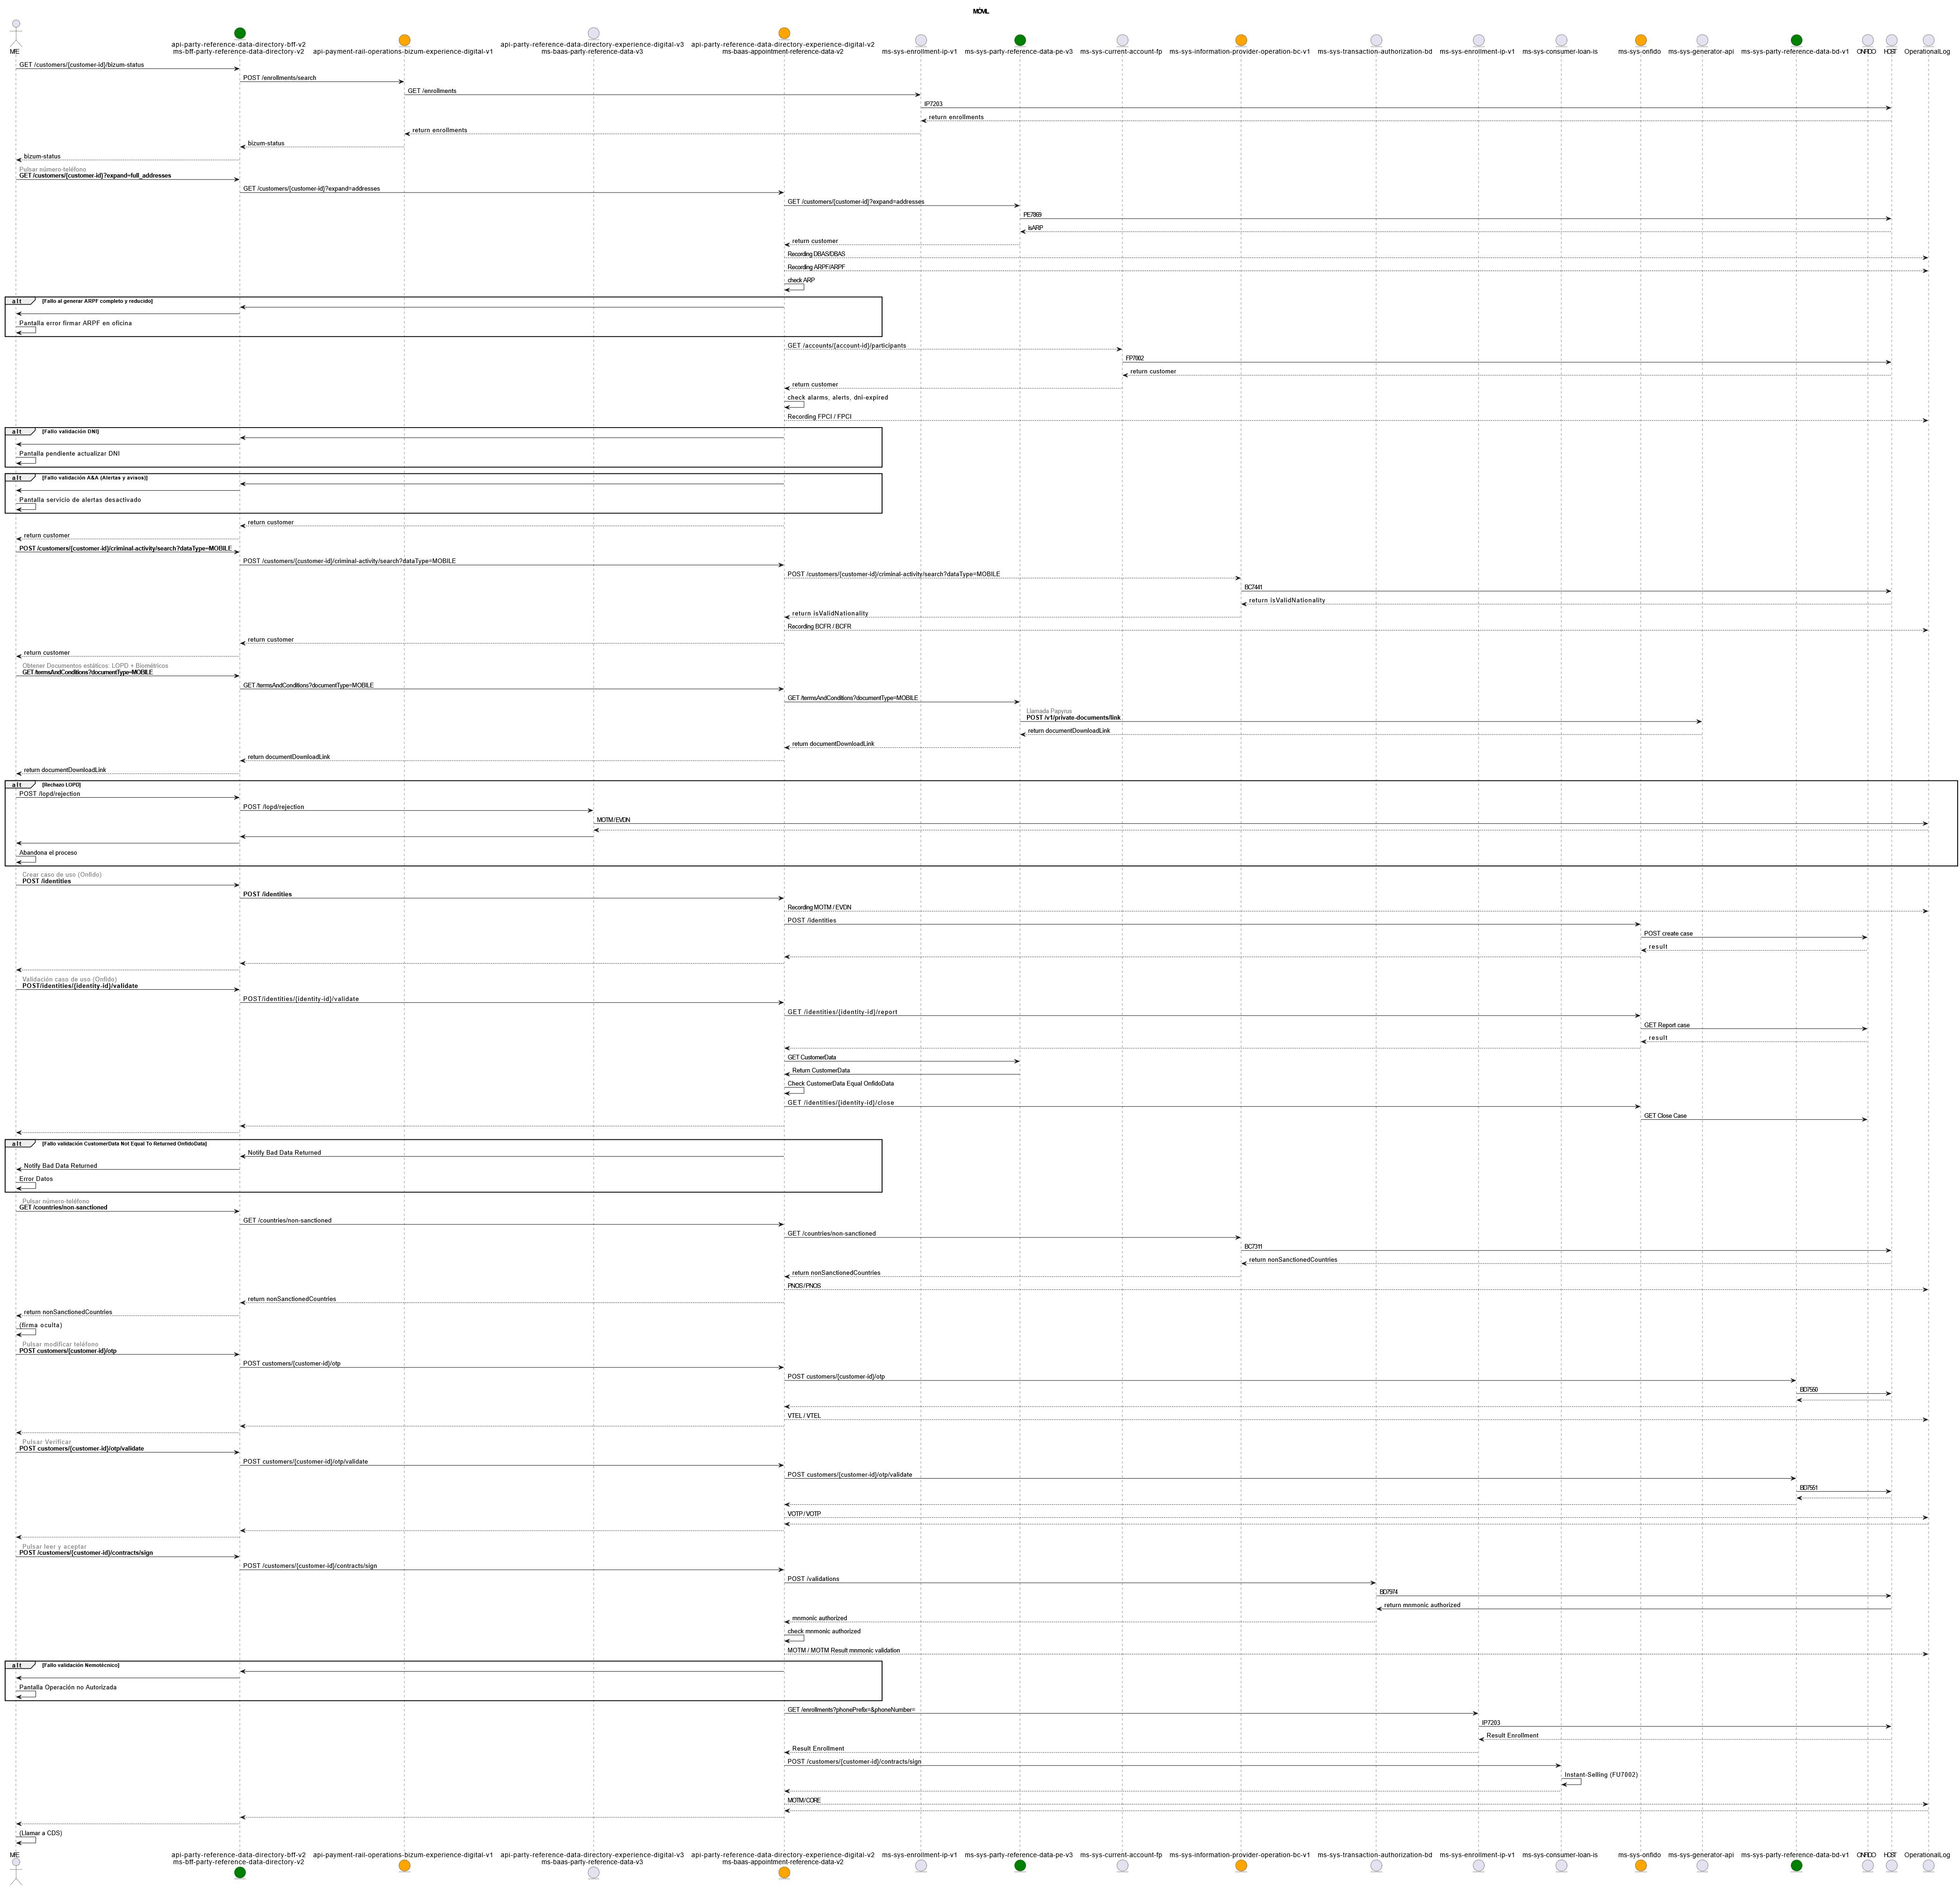 MÓVIL
MFE
api-party-reference-data-directory-bff-v2
ms-bff-party-reference-data-directory-v2
api-payment-rail-operations-bizum-experience-digital-v1
api-party-reference-data-directory-experience-digital-v3
ms-baas-party-reference-data-v3
api-party-reference-data-directory-experience-digital-v2
ms-baas-appointment-reference-data-v2
ms-sys-enrollment-ip-v1
ms-sys-party-reference-data-pe-v3
ms-sys-current-account-fp
ms-sys-information-provider-operation-bc-v1
ms-sys-transaction-authorization-bd
ms-sys-enrollment-ip-v1
ms-sys-consumer-loan-is
ms-sys-onfido
ms-sys-generator-api
ms-sys-party-reference-data-bd-v1
ONFIDO
HOST
OperationalLog
GET /customers/{customer-id}/bizum-status
POST /enrollments/search
GET /enrollments
IP7203
return enrollments
return enrollments
bizum-status
bizum-status
Pulsar número-teléfono
GET /customers/{customer-id}?expand=full_addresses
GET /customers/{customer-id}?expand=addresses
GET /customers/{customer-id}?expand=addresses
PE7869
isARP
return customer
Recording DBAS/DBAS
Recording ARPF/ARPF
check ARP
alt [Fallo al generar ARPF completo y reducido]
Pantalla error firmar ARPF en oficina
GET /accounts/{account-id}/participants
FP7002
return customer
return customer
check alarms, alerts, dni-expired
Recording FPCI / FPCI
alt [Fallo validación DNI]
Pantalla pendiente actualizar DNI
alt [Fallo validación A&A (Alertas y avisos)]
Pantalla servicio de alertas desactivado
return customer
return customer
POST /customers/{customer-id}/criminal-activity/search?dataType=MOBILE
POST /customers/{customer-id}/criminal-activity/search?dataType=MOBILE
POST /customers/{customer-id}/criminal-activity/search?dataType=MOBILE
BC7441
return isValidNationality
return isValidNationality
Recording BCFR / BCFR
return customer
return customer
Obtener Documentos estáticos: LOPD + Biométricos
GET /termsAndConditions?documentType=MOBILE
GET /termsAndConditions?documentType=MOBILE
GET /termsAndConditions?documentType=MOBILE
Llamada Papyrus
POST /v1/private-documents/link
return documentDownloadLink
return documentDownloadLink
return documentDownloadLink
return documentDownloadLink
alt [Rechazo LOPD]
POST /lopd/rejection
POST /lopd/rejection
MOTM/EVDN
Abandona el proceso
Crear caso de uso (Onfido)
POST /identities
POST /identities
Recording MOTM / EVDN
POST /identities
POST create case
result
Validación caso de uso (Onfido)
POST/identities/{identity-id}/validate
POST/identities/{identity-id}/validate
GET /identities/{identity-id}/report
GET Report case
result
GET CustomerData
Return CustomerData
Check CustomerData Equal OnfidoData
GET /identities/{identity-id}/close
GET Close Case
alt [Fallo validación CustomerData Not Equal To Returned OnfidoData]
Notify Bad Data Returned
Notify Bad Data Returned
Error Datos
Pulsar número-teléfono
GET /countries/non-sanctioned
GET /countries/non-sanctioned
GET /countries/non-sanctioned
BC7311
return nonSanctionedCountries
return nonSanctionedCountries
PNOS/PNOS
return nonSanctionedCountries
return nonSanctionedCountries
(firma oculta)
Pulsar modificar teléfono
POST customers/{customer-id}/otp
POST customers/{customer-id}/otp
POST customers/{customer-id}/otp
BD7550
VTEL / VTEL
Pulsar Verificar
POST customers/{customer-id}/otp/validate
POST customers/{customer-id}/otp/validate
POST customers/{customer-id}/otp/validate
BD7551
VOTP / VOTP
Pulsar leer y aceptar
POST /customers/{customer-id}/contracts/sign
POST /customers/{customer-id}/contracts/sign
POST /validations
BD7974
return mnmonic authorized
mnmonic authorized
check mnmonic authorized
MOTM / MOTM Result mnmonic validation
alt [Fallo validación Nemotécnico]
Pantalla Operación no Autorizada
GET /enrollments?phonePrefix=&phoneNumber=
IP7203
Result Enrollment
Result Enrollment
POST /customers/{customer-id}/contracts/sign
Instant-Selling (FU7002)
MOTM/CORE
(Llamar a CDS)
MFE
api-party-reference-data-directory-bff-v2
ms-bff-party-reference-data-directory-v2
api-payment-rail-operations-bizum-experience-digital-v1
api-party-reference-data-directory-experience-digital-v3
ms-baas-party-reference-data-v3
api-party-reference-data-directory-experience-digital-v2
ms-baas-appointment-reference-data-v2
ms-sys-enrollment-ip-v1
ms-sys-party-reference-data-pe-v3
ms-sys-current-account-fp
ms-sys-information-provider-operation-bc-v1
ms-sys-transaction-authorization-bd
ms-sys-enrollment-ip-v1
ms-sys-consumer-loan-is
ms-sys-onfido
ms-sys-generator-api
ms-sys-party-reference-data-bd-v1
ONFIDO
HOST
OperationalLog